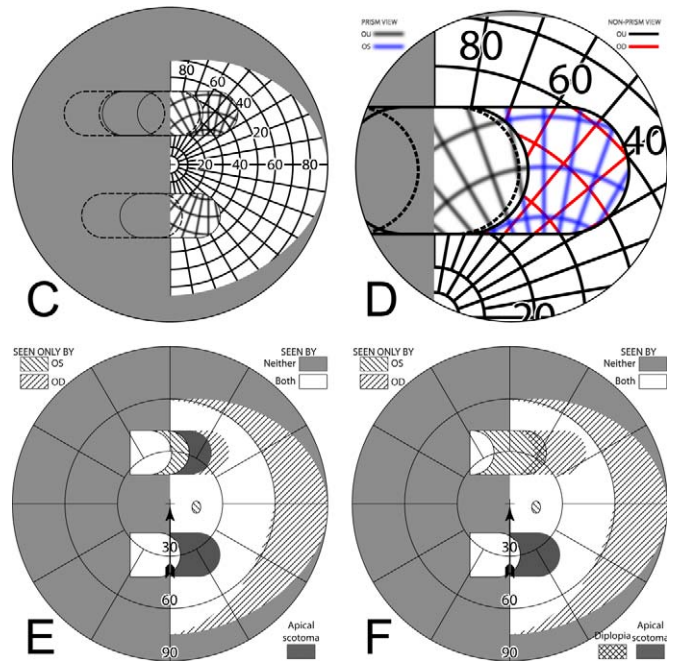 80
60
40
20
20 40 60 80
C
PRISM VIEW
OU
OS
NON-PRISM VIEW
OU
OD
80
60
40
20
D
SEEN ONLY BY
OS
OD
SEEN BY
Neither
Both
30
60
90
Apical
scotoma
E
SEEN ONLY BY
OS
OD
SEEN BY
Neither
Both
30
60
90
Diplopia
Apical
scotoma
F